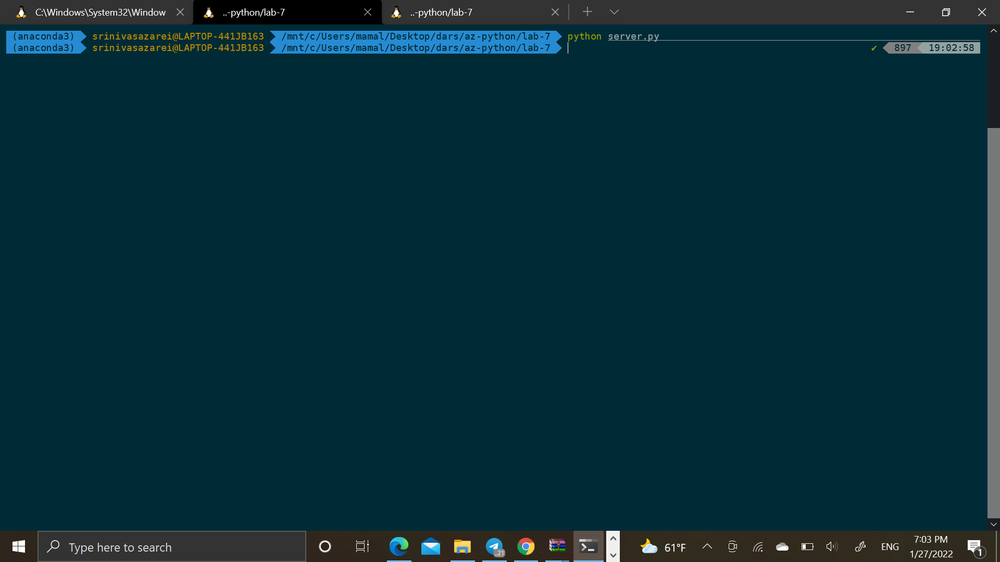 C:\Windows\System32\Window
..-python/lab-7
..-python/lab-7
(anaconda3) srinivasazarei@LAPTOP-441JB163 /mnt/c/Users/mamal/Desktop/dars/az-python/lab-7 python server.py
(anaconda3) srinivasazarei@LAPTOP-441JB163 /mnt/c/Users/mamal/Desktop/dars/az-python/lab-7 ✔ 897 19:02:58
Type here to search
..21
61°F
ENG
7:03 PM
1/27/2022
1